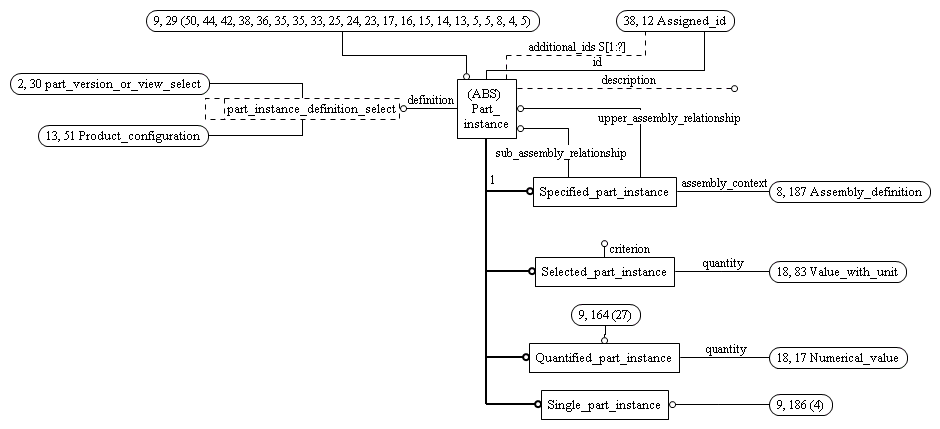 9, 29 (50, 44, 42, 38, 36, 35, 35, 33, 25, 24, 23, 17, 16, 15, 14, 13, 5, 5, 8, 4, 5)
38, 12 Assigned_id
additional_ids S[1:?]
id
2, 30 part_version_or_view_select
description
(ABS)
Part_
instance
definition
part_instance_definition_select
upper_assembly_relationship
13, 51 Product_configuration
sub_assembly_relationship
1
Specified_part_instance
assembly_context
8, 187 Assembly_definition
criterion
Selected_part_instance
quantity
18, 83 Value_with_unit
9, 164 (27)
Quantified_part_instance
quantity
18, 17 Numerical_value
Single_part_instance
9, 186 (4)